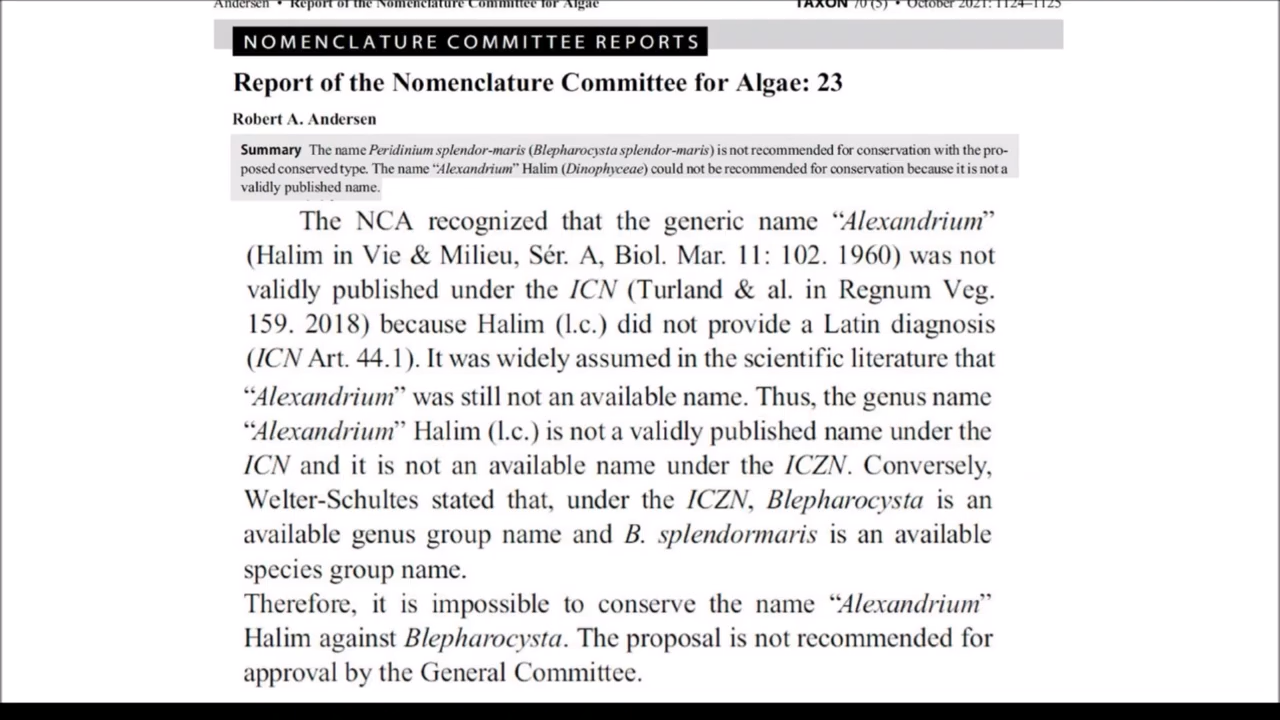 Andersen • Report of the Nomenclature Committee for Algae
TAXON 70 (5) • October 2021: 1124–1125
NOMENCLATURE COMMITTEE REPORTS
Report of the Nomenclature Committee for Algae: 23
Robert A. Andersen
Summary The name Peridinium splendor-maris (Blepharocysta splendor-maris) is not recommended for conservation with the pro-
posed conserved type. The name “Alexandrium” Halim (Dinophyceae) could not be recommended for conservation because it is not a
validly published name.
The NCA recognized that the generic name “Alexandrium”
(Halim in Vie & Milieu, Sér. A, Biol. Mar. 11: 102. 1960) was not
validly published under the ICN (Turland & al. in Regnum Veg.
159. 2018) because Halim (l.c.) did not provide a Latin diagnosis
(ICN Art. 44.1). It was widely assumed in the scientific literature that
“Alexandrium” was still not an available name. Thus, the genus name
“Alexandrium” Halim (l.c.) is not a validly published name under the
ICN and it is not an available name under the ICZN. Conversely,
Welter-Schultes stated that, under the ICZN, Blepharocysta is an
available genus group name and B. splendormaris is an available
species group name.
Therefore, it is impossible to conserve the name “Alexandrium”
Halim against Blepharocysta. The proposal is not recommended for
approval by the General Committee.